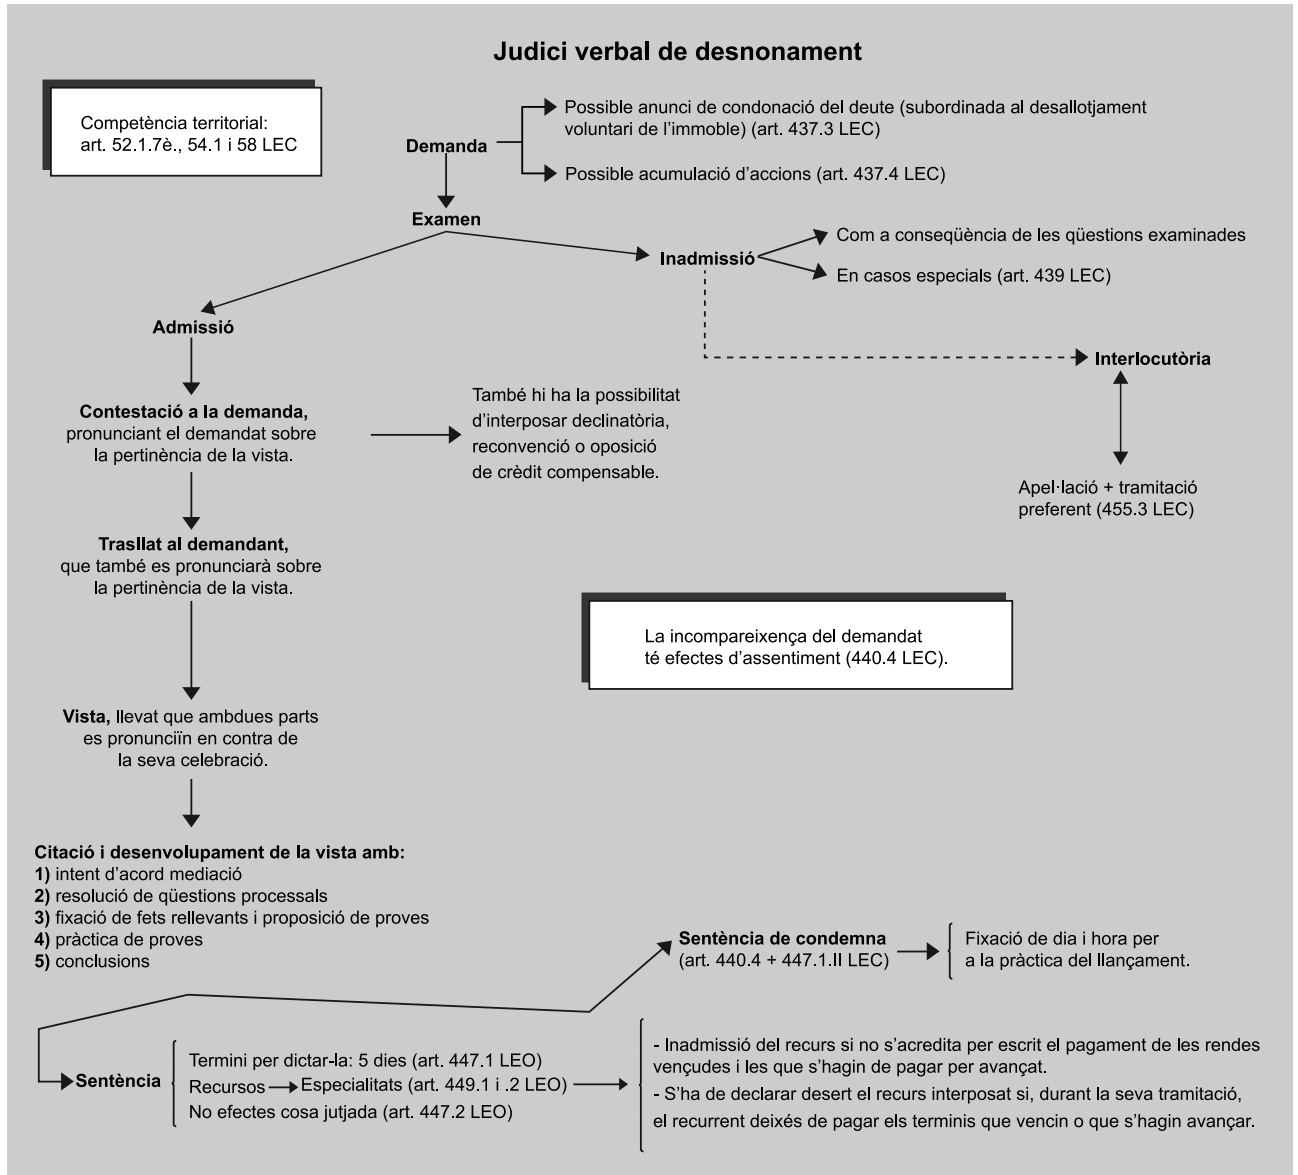 Judici verbal de desnonament
Competència territorial:
art. 52.1.7è., 54.1 i 58 LEC
Demanda
Possible anunci de condonació del deute (subordinada al desallotjament
voluntari de l’immoble) (art. 437.3 LEC)
Possible acumulació d’accions (art. 437.4 LEC)
Examen
Inadmissió
Com a conseqüència de les qüestions examinades
En casos especials (art. 439 LEC)
Admissió
Interlocutòria
Contestació a la demanda,
pronunciant el demandat sobre
la pertinència de la vista.
També hi ha la possibilitat
d’interposar declinatòria,
reconvenció o oposició
de crèdit compensable.
Apel·lació + tramitació
preferent (455.3 LEC)
Trasllat al demandant,
que també es pronunciarà sobre
la pertinència de la vista.
La incompareixença del demandat
té efectes d’assentiment (440.4 LEC).
Vista, llevat que ambdues parts
es pronunciïn en contra de
la seva celebració.
Citació i desenvolupament de la vista amb:
1) intent d’acord mediació
2) resolució de qüestions processals
3) fixació de fets rellevants i proposició de proves
4) pràctica de proves
5) conclusions
Sentència de condemna
(art. 440.4 + 447.1.II LEC)
Fixació de dia i hora per
a la pràctica del llançament.
Sentència
Termini per dictar-la: 5 dies (art. 447.1 LEO)
Recursos Especialitats (art. 449.1 i .2 LEO)
No efectes cosa jutjada (art. 447.2 LEO)
- Inadmissió del recurs si no s’acredita per escrit el pagament de les rendes
vençudes i les que s’hagin de pagar per avançat.
- S’ha de declarar desert el recurs interposat si, durant la seva tramitació,
el recurrent deixés de pagar els terminis que vencin o que s’hagin avançar.